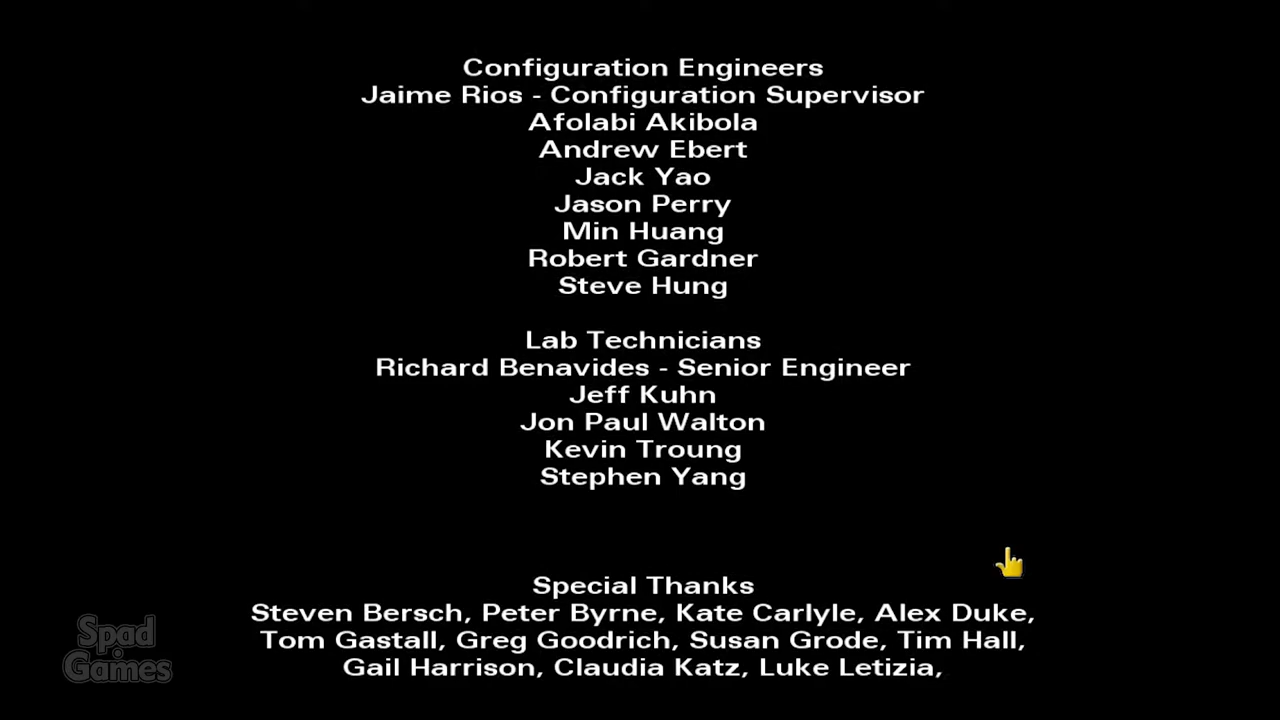 Configuration Engineers
Jaime Rios - Configuration Supervisor
Afolabi Akibola
Andrew Ebert
Jack Yao
Jason Perry
Min Huang
Robert Gardner
Steve Hung
Lab Technicians
Richard Benavides - Senior Engineer
Jeff Kuhn
Jon Paul Walton
Kevin Troung
Stephen Yang
Special Thanks
Steven Bersch, Peter Byrne, Kate Carlyle, Alex Duke,
Tom Gastall, Greg Goodrich, Susan Grode, Tim Hall,
Gail Harrison, Claudia Katz, Luke Letizia,
Spad
Games